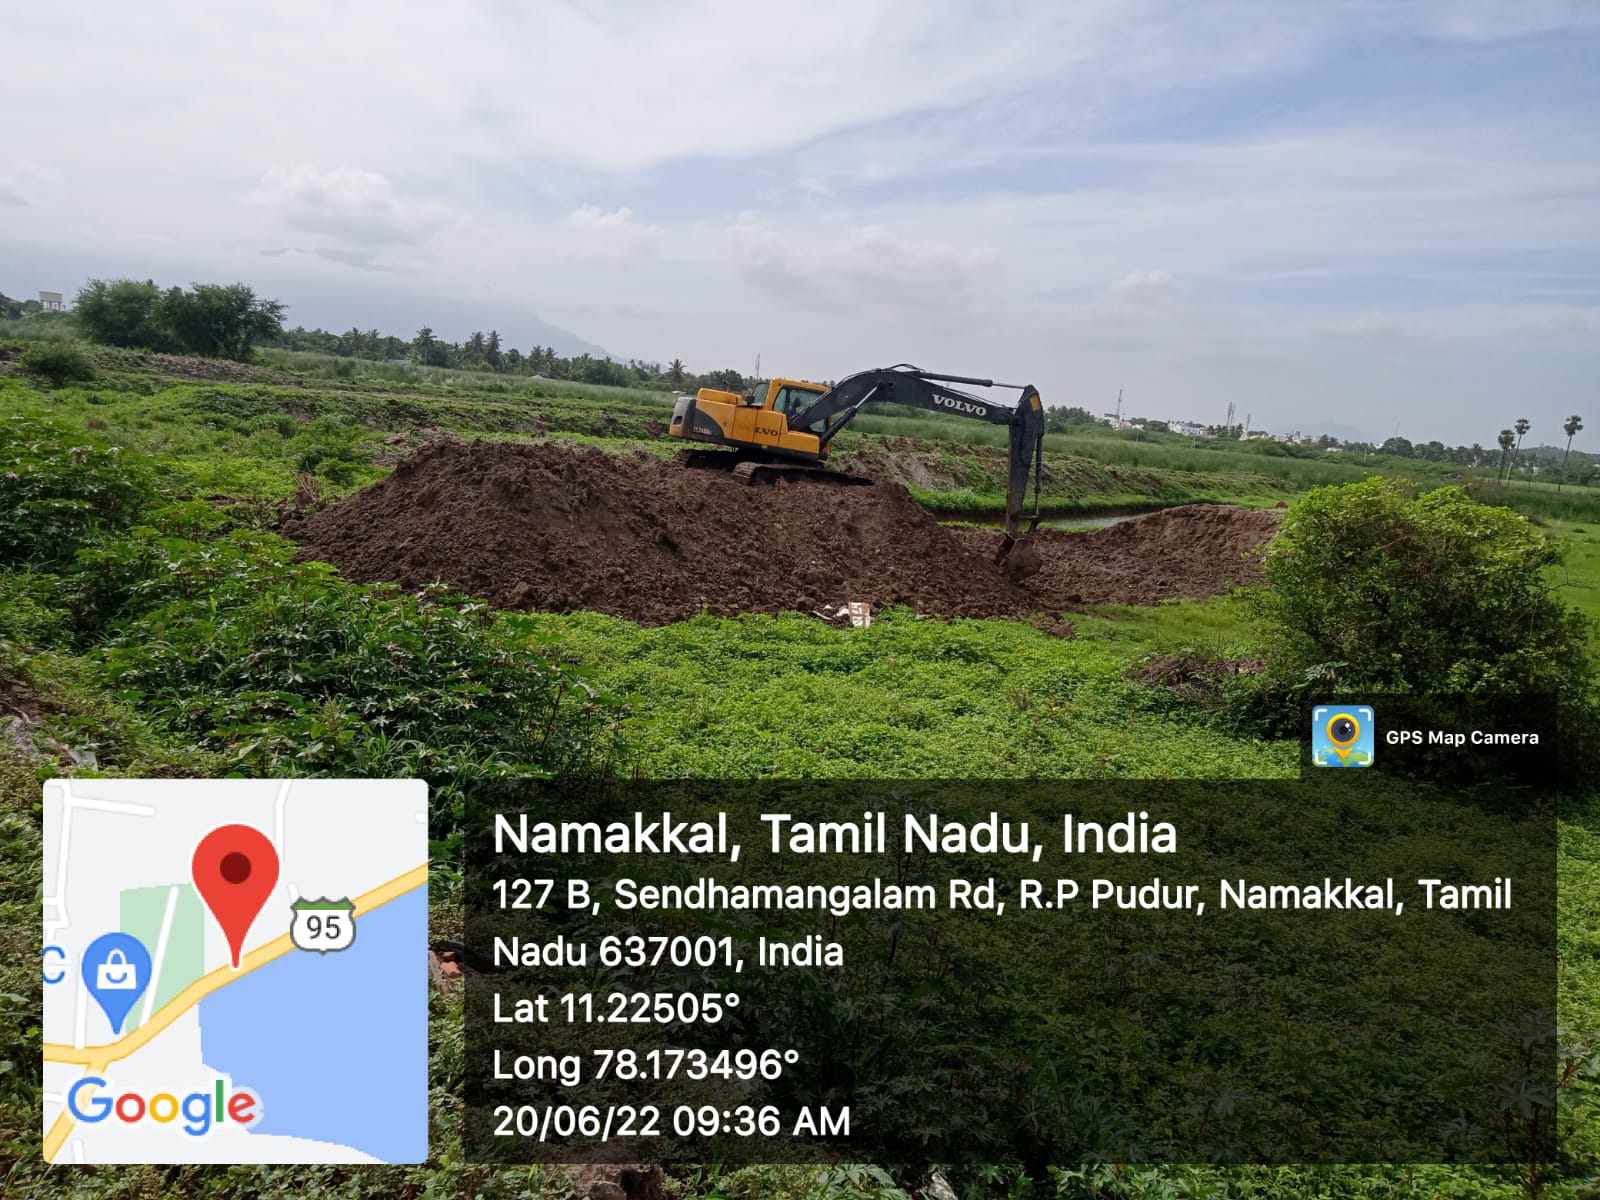 VOLVO
VOLVO
GPS Map Camera
Namakkal, Tamil Nadu, India
127 B, Sendhamangalam Rd, R.P Pudur, Namakkal, Tamil
Nadu 637001, India
Lat 11.22505°
Long 78.173496°
20/06/22 09:36 AM
95
C
Google